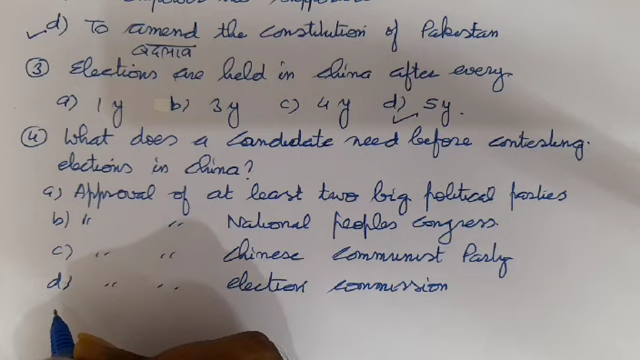 d) To amend the constitution of Pakistan
बदलाव
③ Elections are held in China after every
a) 1 y b) 3 y c) 4 y d) 5 y.
④ What does a candidate need before contesting
elections in China?
a) Approval of at least two big political parties
b) " " National peoples congress
c) " " Chinese Communist Party
d) " " election commission